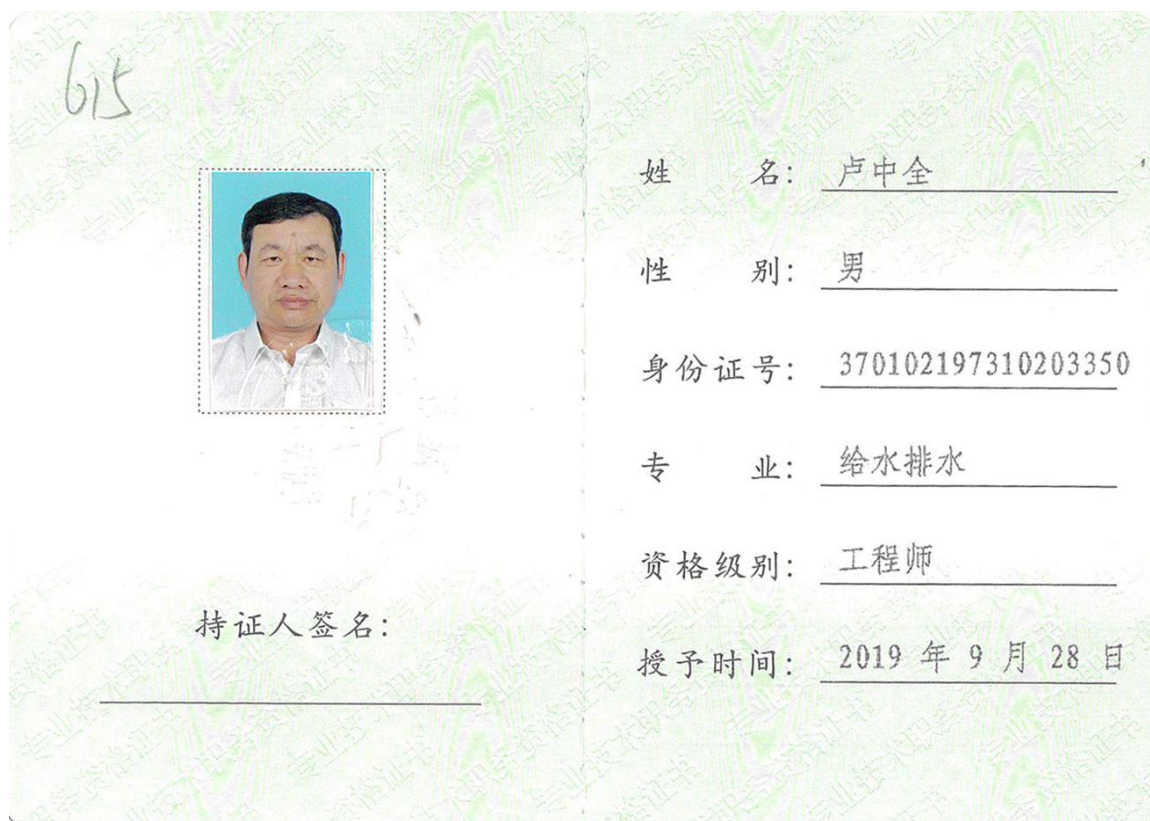 615
持证人签名:
姓 名: 卢中全
性 别: 男
身份证号: 370102197310203350
专 业: 给水排水
资格级别: 工程师
授予时间: 2019 年 9 月 28 日